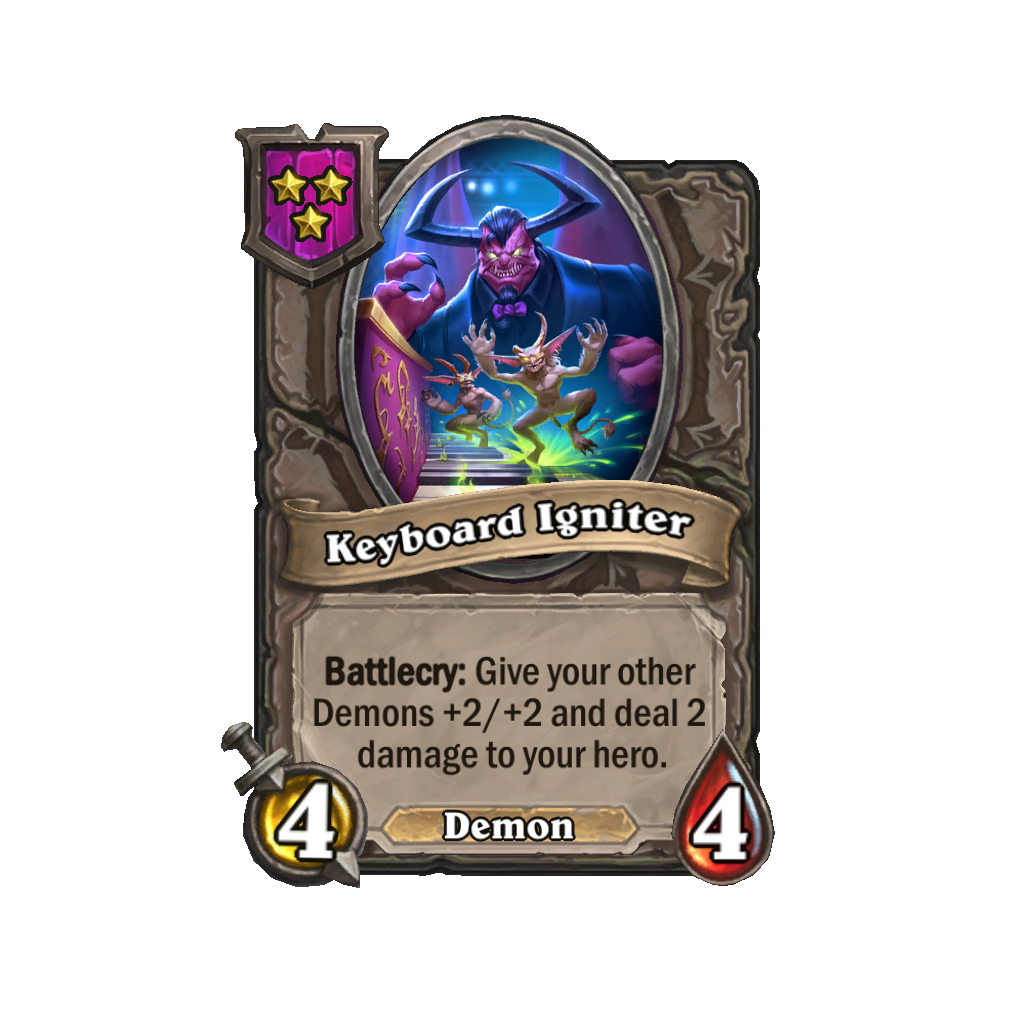 Keyboard Igniter
Battlecry: Give your other
Demons +2/+2 and deal 2
damage to your hero.
4
Demon
4